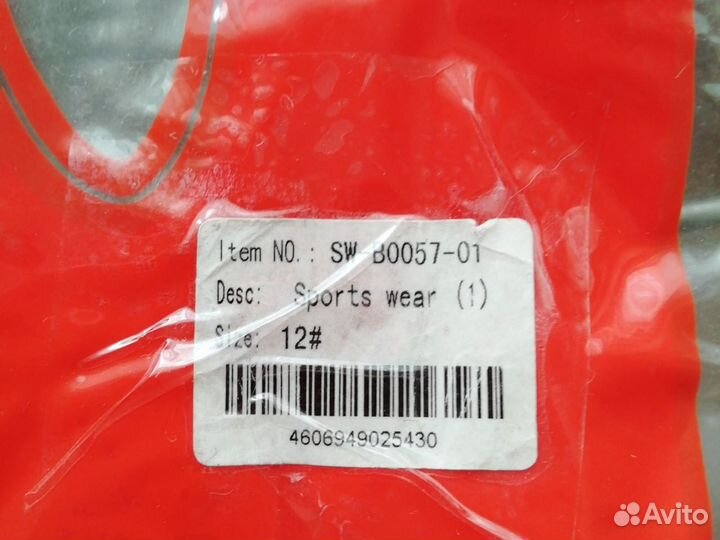 Item NO.: SW-B0057-01
Desc: Sports wear (1)
Size: 12#
4606949025430
Avito